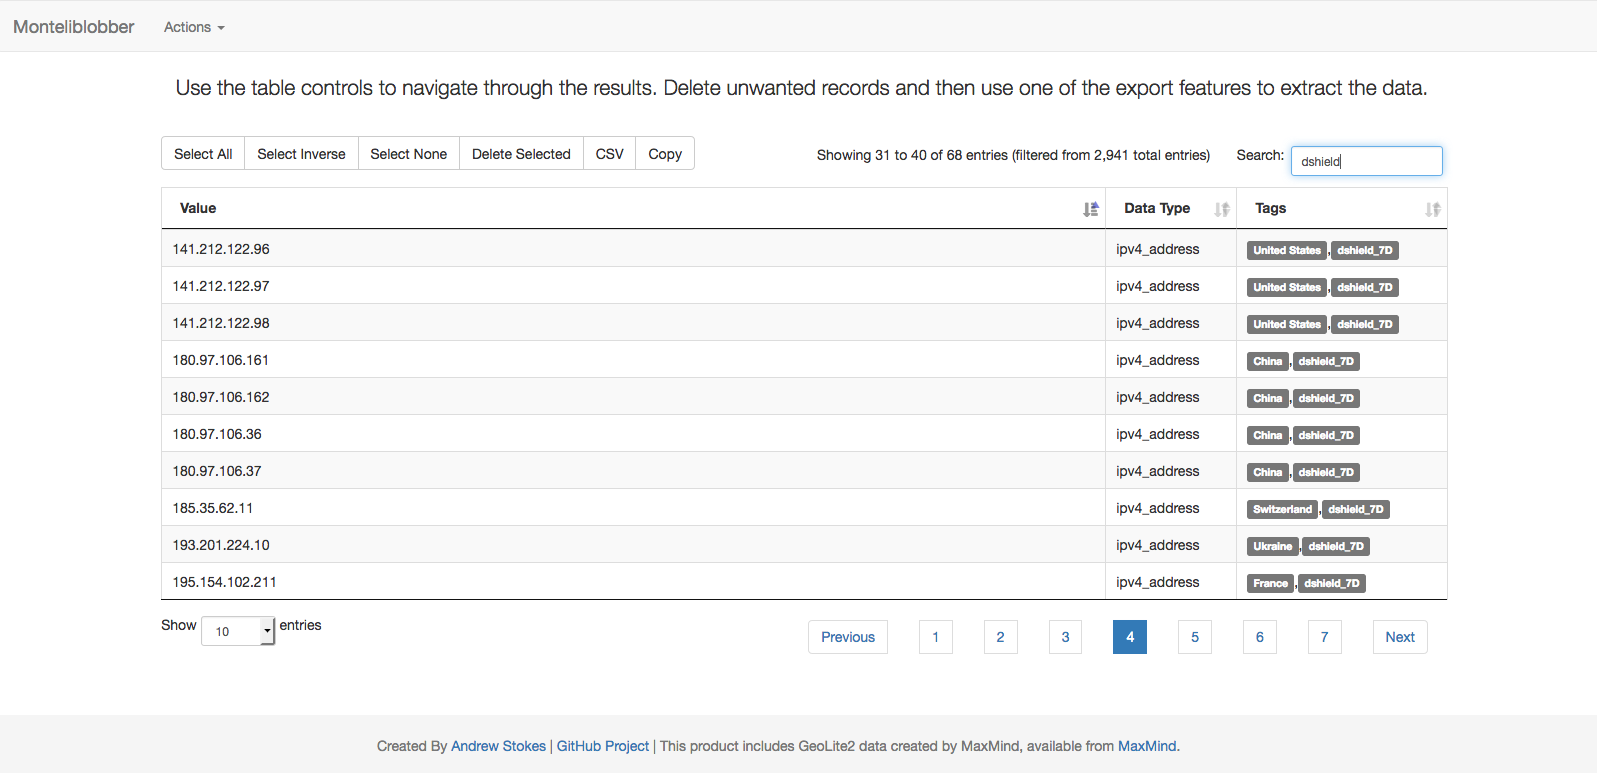 Monteliblobber Actions
Use the table controls to navigate through the results. Delete unwanted records and then use one of the export features to extract the data.
Select All Select Inverse Select None Delete Selected CSV Copy Showing 31 to 40 of 68 entries (filtered from 2,941 total entries) Search: dshield
Value Data Type Tags
141.212.122.96 ipv4_address United States , dshield_7D
141.212.122.97 ipv4_address United States , dshield_7D
141.212.122.98 ipv4_address United States , dshield_7D
180.97.106.161 ipv4_address China , dshield_7D
180.97.106.162 ipv4_address China , dshield_7D
180.97.106.36 ipv4_address China , dshield_7D
180.97.106.37 ipv4_address China , dshield_7D
185.35.62.11 ipv4_address Switzerland , dshield_7D
193.201.224.10 ipv4_address Ukraine , dshield_7D
195.154.102.211 ipv4_address France , dshield_7D
Show 10 entries Previous 1 2 3 4 5 6 7 Next
Created By Andrew Stokes | GitHub Project | This product includes GeoLite2 data created by MaxMind, available from MaxMind.